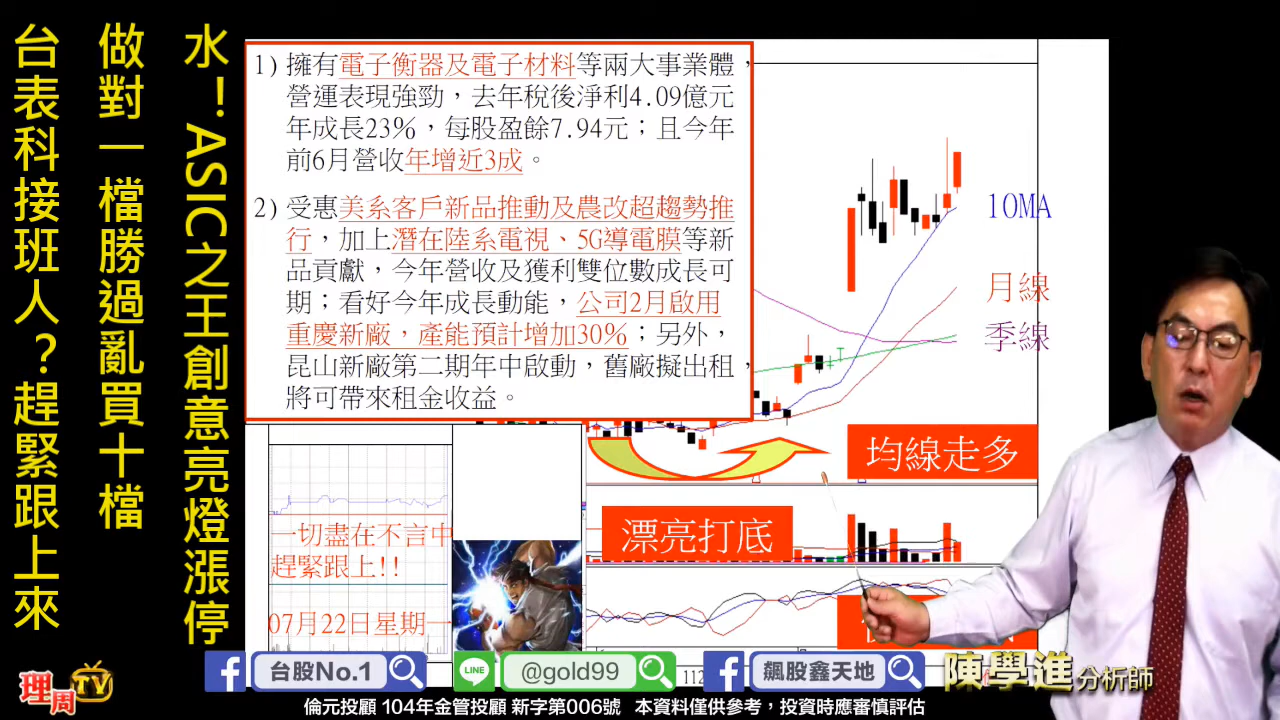 水！ASIC之王創意亮燈漲停
做對一檔勝過亂買十檔
台表科接班人？趕緊跟上來
1) 擁有電子衡器及電子材料等兩大事業體，
營運表現強勁，去年稅後淨利4.09億元
年成長23%，每股盈餘7.94元；且今年
前6月營收年增近3成。
2) 受惠美系客戶新品推動及農改超趨勢推
行，加上潛在陸系電視、5G導電膜等新
品貢獻，今年營收及獲利雙位數成長可
期；看好今年成長動能，公司2月啟用
重慶新廠，產能預計增加30%；另外，
昆山新廠第二期年中啟動，舊廠擬出租，
將可帶來租金收益。
10MA
月線
季線
均線走多
漂亮打底
一切盡在不言中
趕緊跟上!!
07月22日星期一
台股No.1
LINE
@gold99
飆股鑫天地
112
陳學進分析師
理周TV
倫元投顧 104年金管投顧 新字第006號 本資料僅供參考，投資時應審慎評估